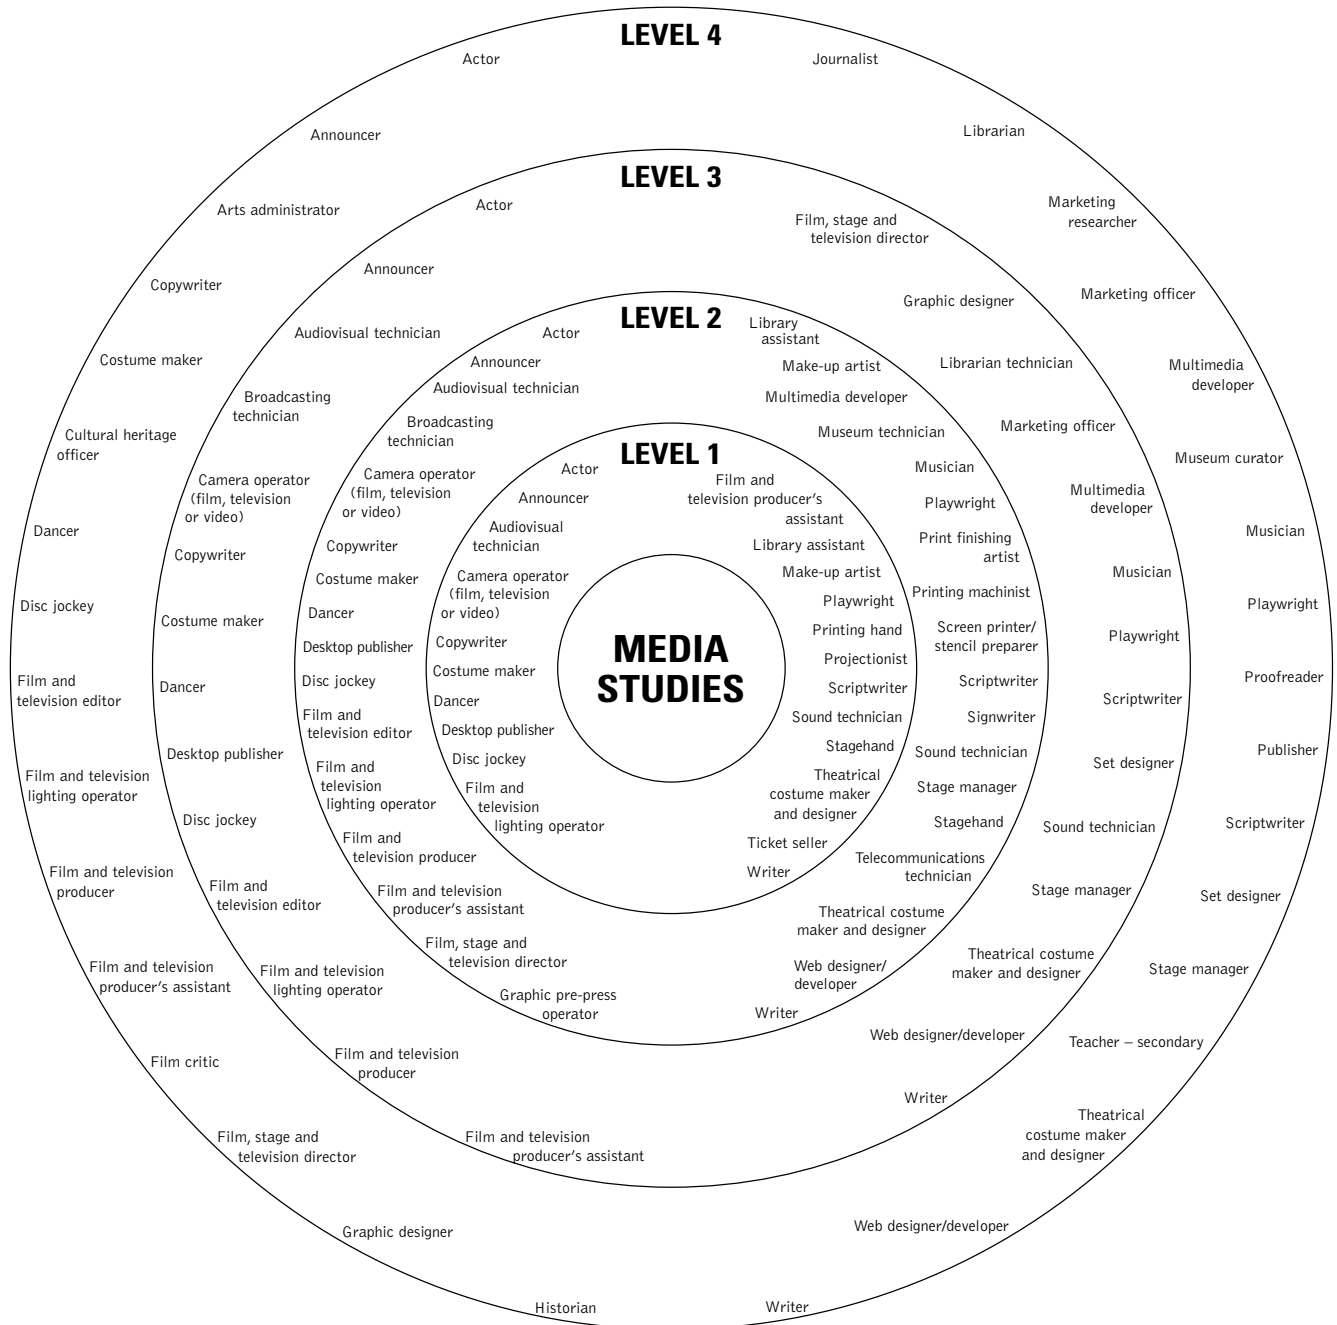 LEVEL 4
Actor
Announcer
Arts administrator
Copywriter
Costume maker
Cultural heritage
officer
Dancer
Disc jockey
Film and
television editor
Film and television
lighting operator
Film and television
producer
Film and television
producer's assistant
Film critic
Film, stage and
television director
Graphic designer
Historian
Journalist
Librarian
Marketing
researcher
Marketing officer
Multimedia
developer
Museum curator
Musician
Playwright
Proofreader
Publisher
Scriptwriter
Set designer
Stage manager
Teacher – secondary
Theatrical
costume maker
and designer
Web designer/developer
Writer
LEVEL 3
Actor
Announcer
Audiovisual technician
Broadcasting
technician
Camera operator
(film, television
or video)
Copywriter
Costume maker
Dancer
Desktop publisher
Disc jockey
Film and
television editor
Film and television
lighting operator
Film and television
producer
Film and television
producer's assistant
Film, stage and
television director
Graphic designer
Librarian technician
Marketing officer
Multimedia
developer
Musician
Playwright
Scriptwriter
Set designer
Sound technician
Stage manager
Theatrical costume
maker and designer
Web designer/developer
Writer
LEVEL 2
Actor
Announcer
Audiovisual technician
Broadcasting
technician
Camera operator
(film, television
or video)
Copywriter
Costume maker
Dancer
Desktop publisher
Disc jockey
Film and
television editor
Film and
television
lighting operator
Film and
television producer
Film and television
producer's assistant
Film, stage and
television director
Graphic pre-press
operator
Library
assistant
Make-up artist
Multimedia developer
Museum technician
Musician
Playwright
Print finishing
artist
Printing machinist
Screen printer/
stencil preparer
Scriptwriter
Signwriter
Sound technician
Stage manager
Stagehand
Telecommunications
technician
Theatrical costume
maker and designer
Web designer/
developer
Writer
LEVEL 1
Actor
Announcer
Audiovisual
technician
Camera operator
(film, television
or video)
Copywriter
Costume maker
Dancer
Desktop publisher
Disc jockey
Film and
television
lighting operator
Film and
television producer's
assistant
Library assistant
Make-up artist
Playwright
Printing hand
Projectionist
Scriptwriter
Sound technician
Stagehand
Theatrical
costume maker
and designer
Ticket seller
Writer
MEDIA
STUDIES